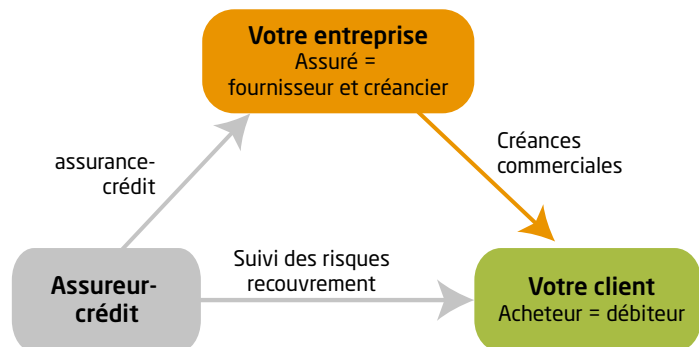 Votre entreprise
Assuré =
fournisseur et créancier
assurance-
crédit
Créances
commerciales
Assureur-
crédit
Suivi des risques
recouvrement
Votre client
Acheteur = débiteur